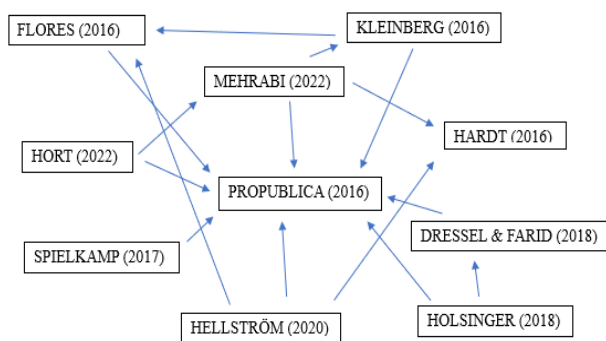 FLORES (2016)
KLEINBERG (2016)
MEHRABI (2022)
HARDT (2016)
HORT (2022)
PROPUBLICA (2016)
DRESSEL & FARID (2018)
SPIELKAMP (2017)
HELLSTRÖM (2020)
HOLSINGER (2018)